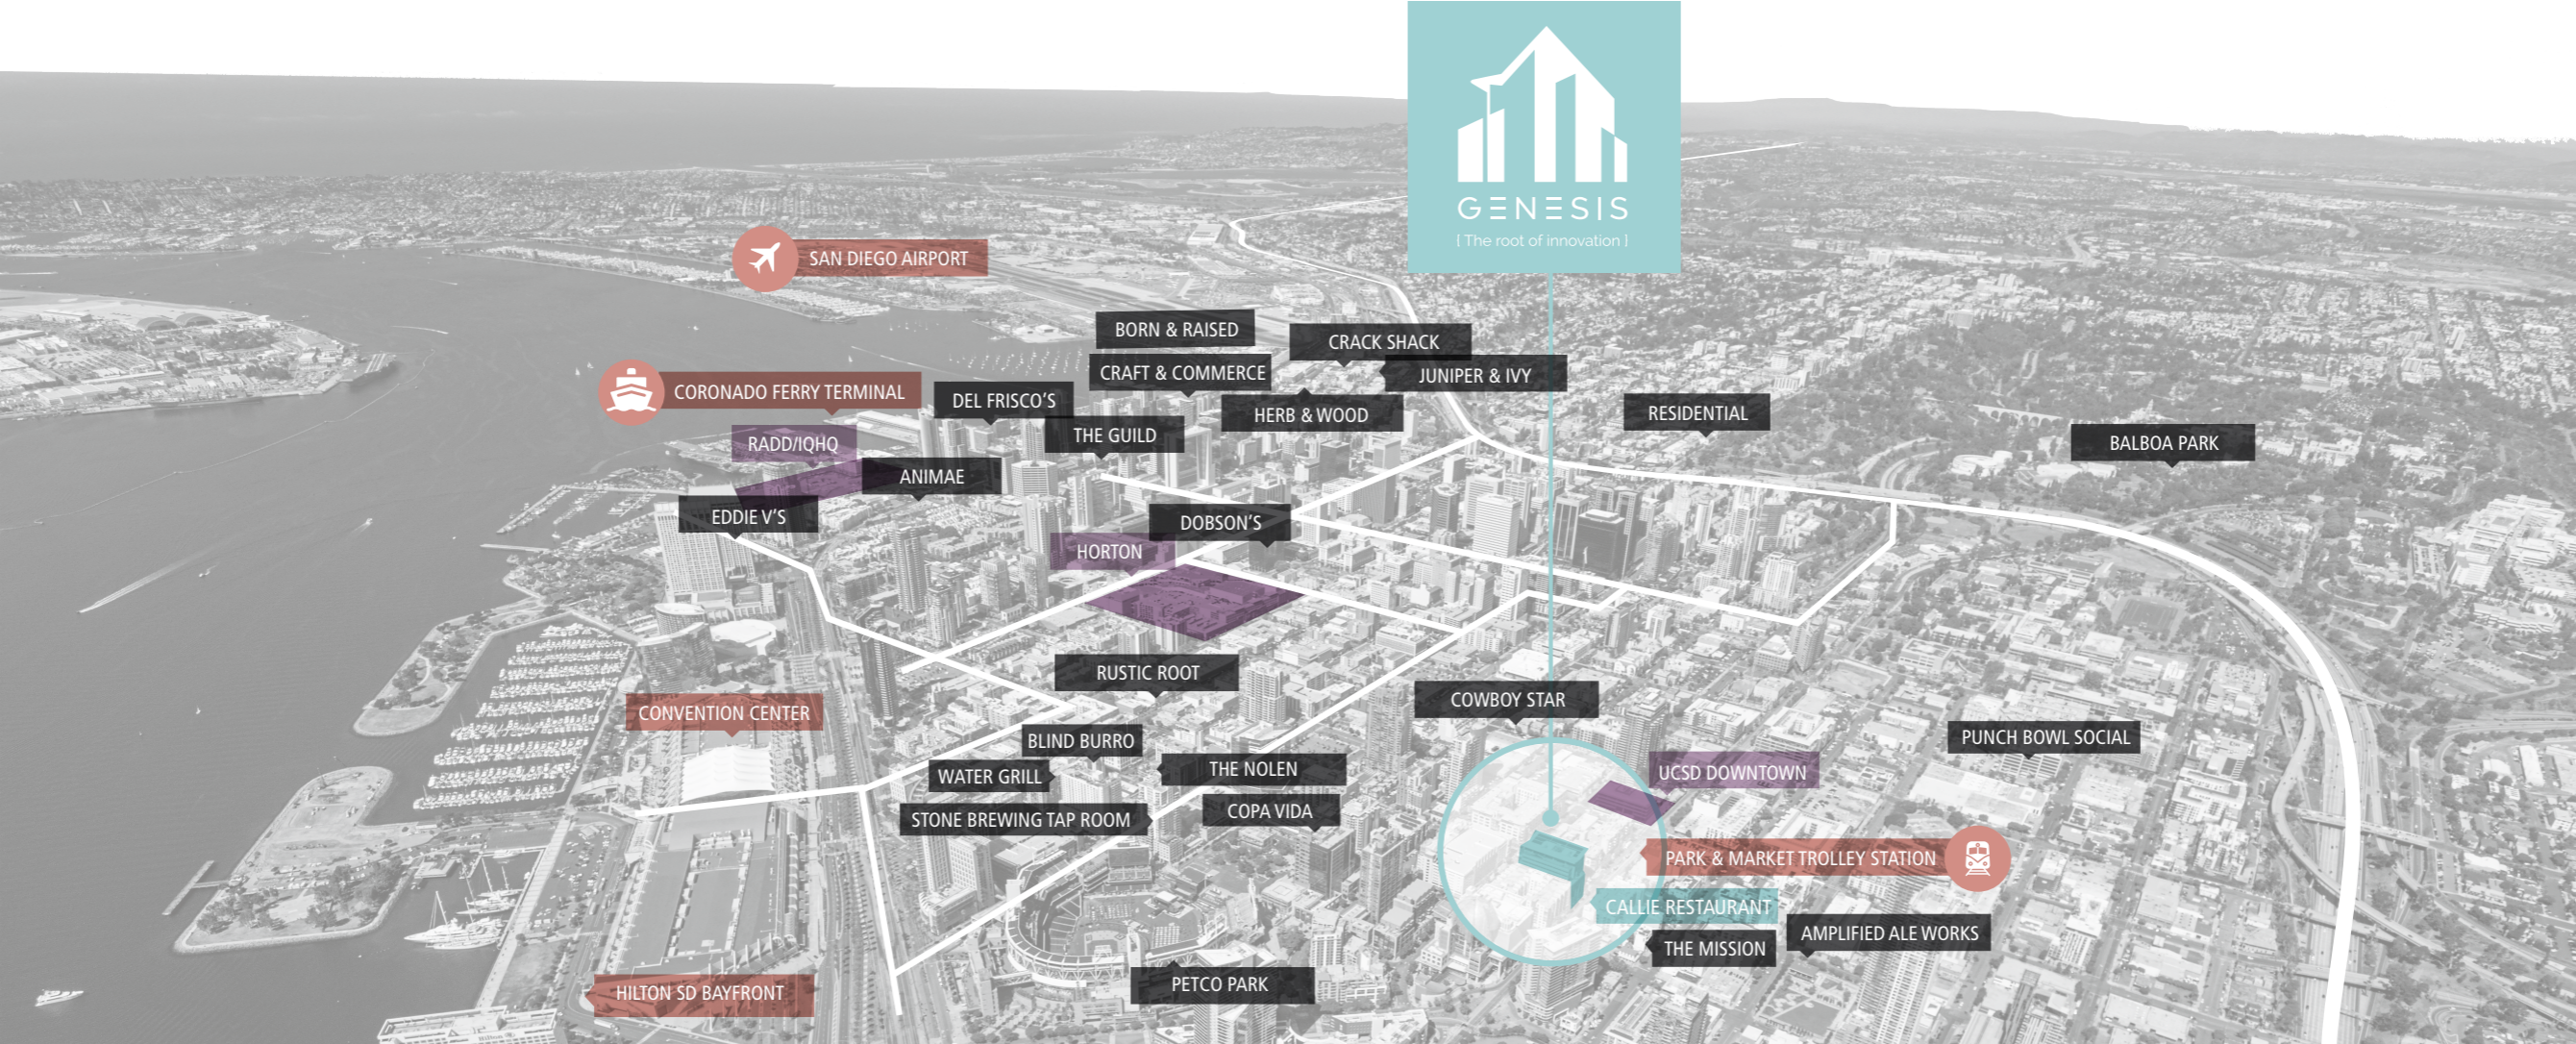 GENESIS
[ The root of innovation ]
SAN DIEGO AIRPORT
BORN & RAISED
CRACK SHACK
CRAFT & COMMERCE
JUNIPER & IVY
CORONADO FERRY TERMINAL
DEL FRISCO'S
HERB & WOOD
RESIDENTIAL
THE GUILD
RADD/IQHQ
BALBOA PARK
ANIMAE
EDDIE V'S
DOBSON'S
HORTON
RUSTIC ROOT
COWBOY STAR
CONVENTION CENTER
BLIND BURRO
PUNCH BOWL SOCIAL
WATER GRILL
THE NOLEN
UCSD DOWNTOWN
STONE BREWING TAP ROOM
COPA VIDA
PARK & MARKET TROLLEY STATION
CALLIE RESTAURANT
AMPLIFIED ALE WORKS
THE MISSION
PETCO PARK
HILTON SD BAYFRONT